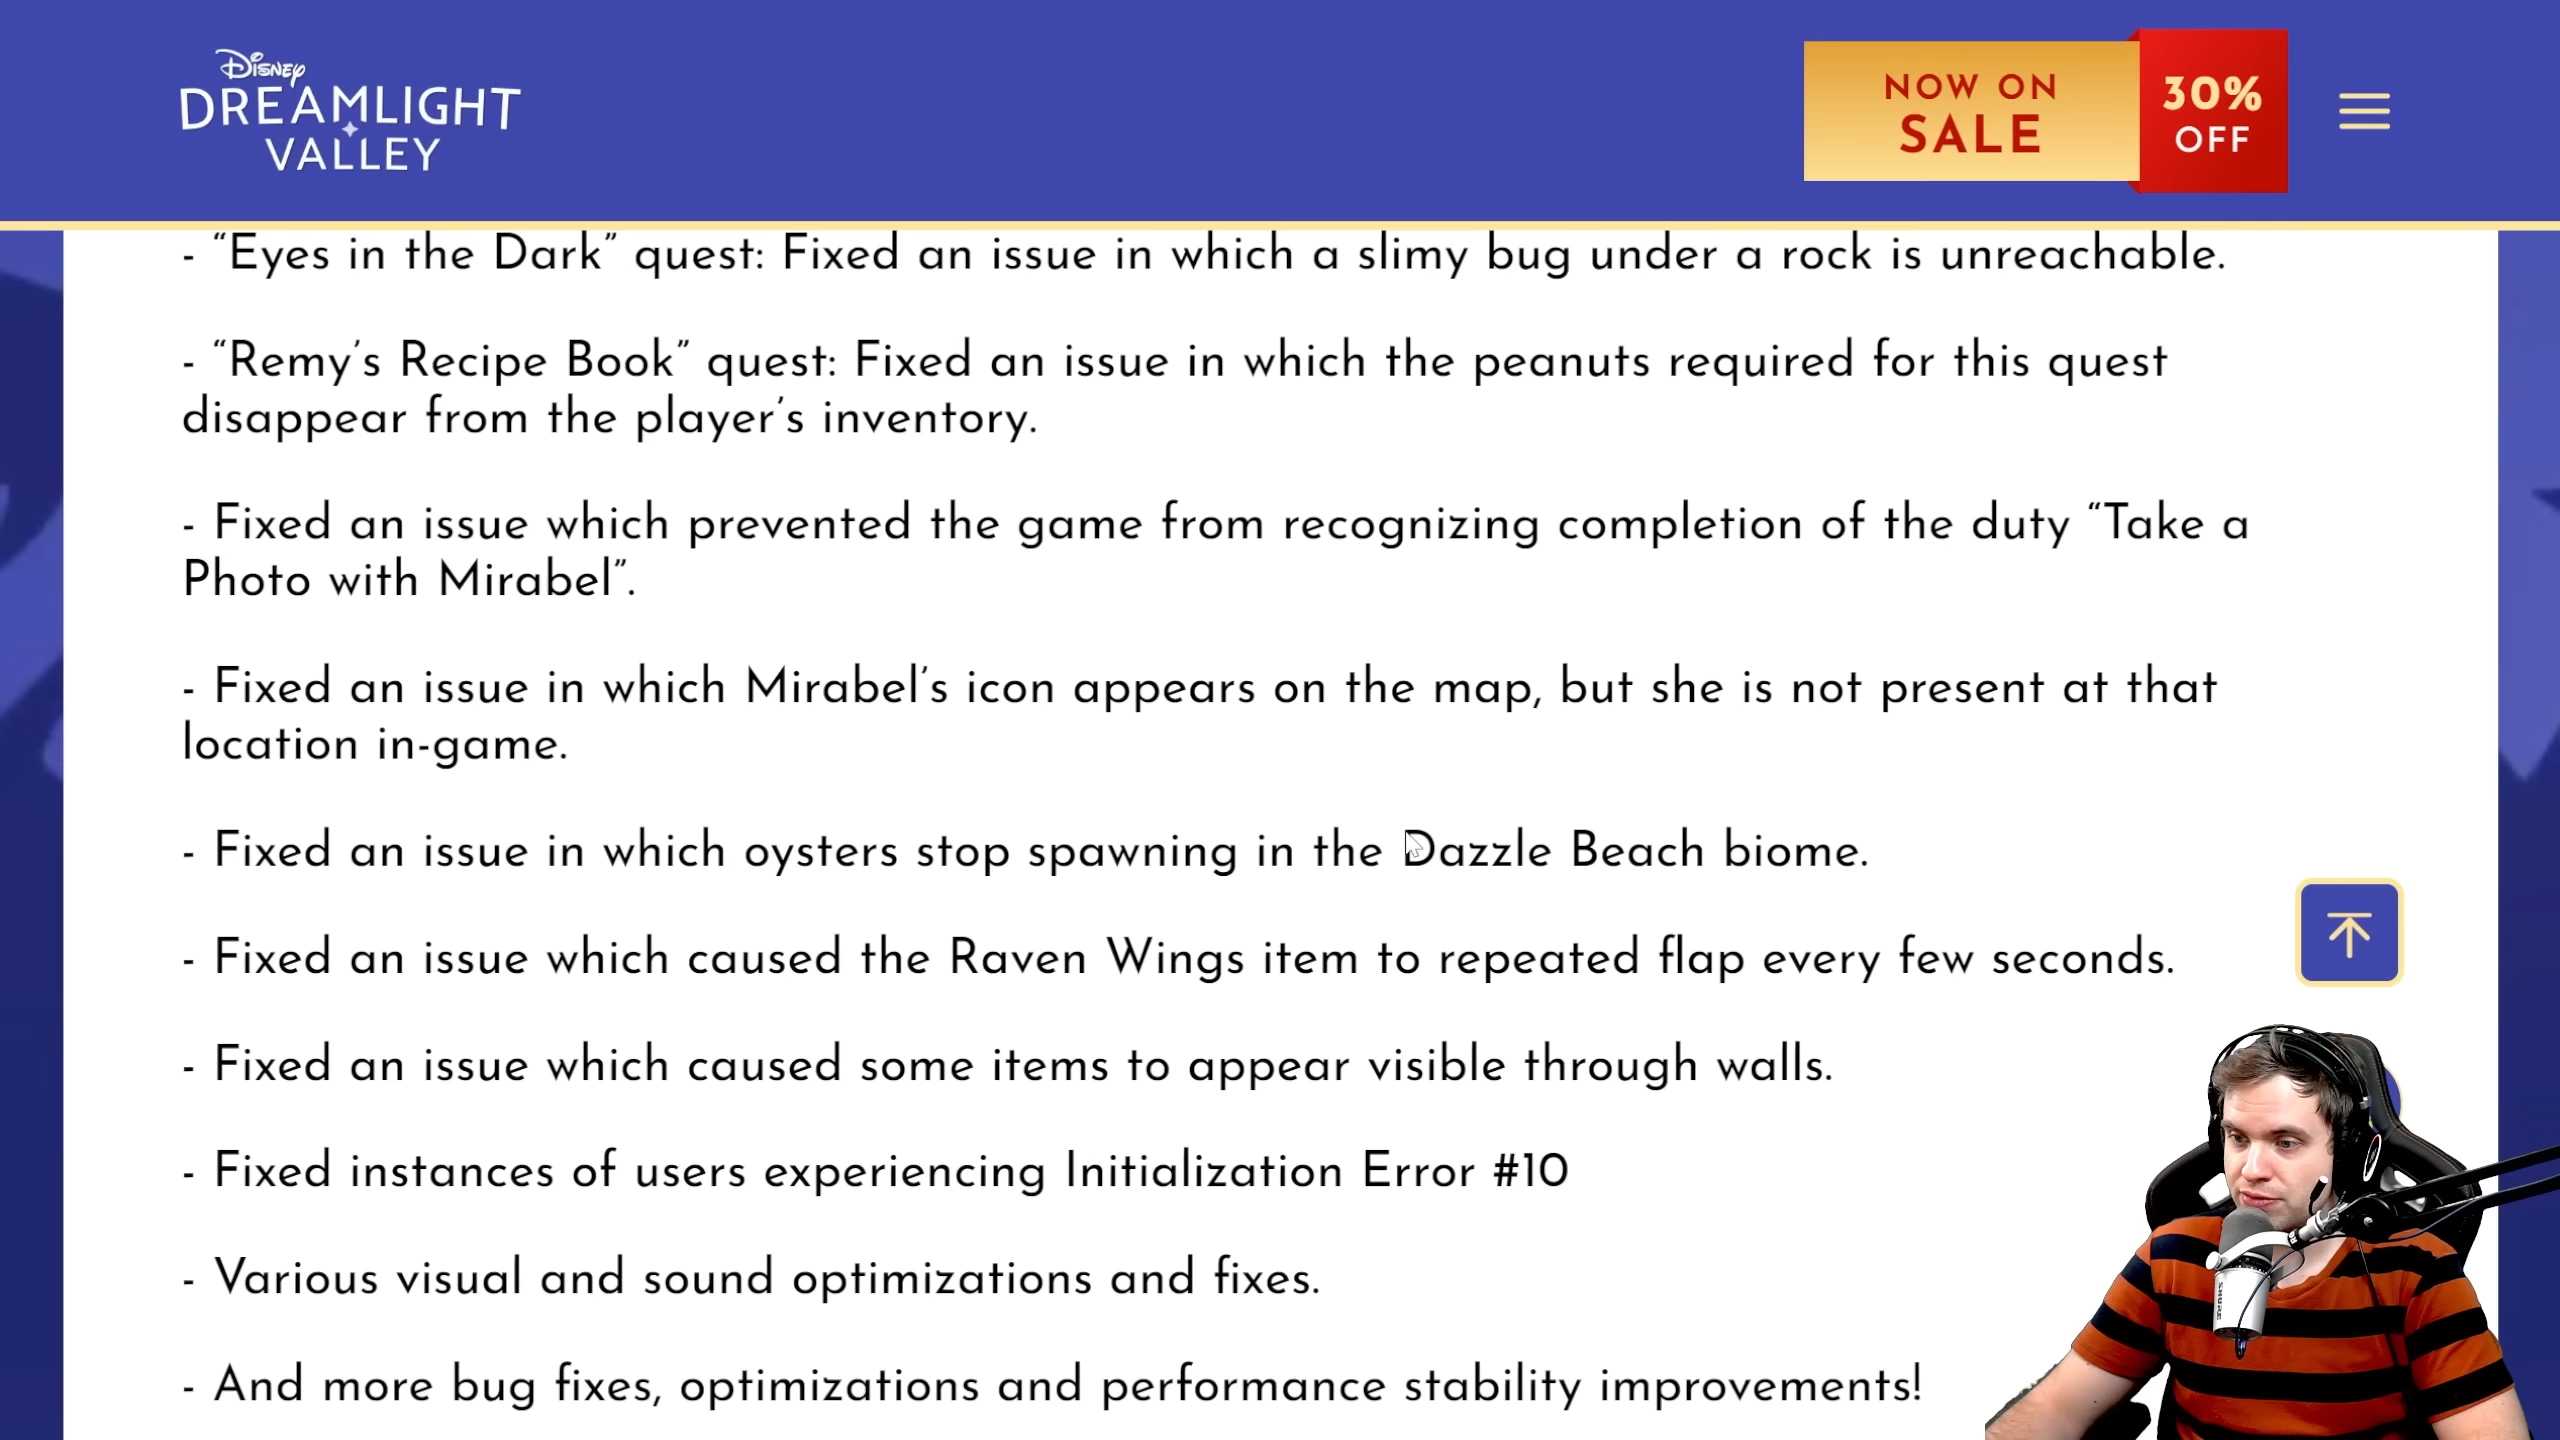 Disney
DREAMLIGHT
VALLEY
NOW ON
SALE
30%
OFF
- “Eyes in the Dark” quest: Fixed an issue in which a slimy bug under a rock is unreachable.
- “Remy’s Recipe Book” quest: Fixed an issue in which the peanuts required for this quest
disappear from the player’s inventory.
- Fixed an issue which prevented the game from recognizing completion of the duty “Take a
Photo with Mirabel”.
- Fixed an issue in which Mirabel’s icon appears on the map, but she is not present at that
location in-game.
- Fixed an issue in which oysters stop spawning in the Dazzle Beach biome.
- Fixed an issue which caused the Raven Wings item to repeated flap every few seconds.
- Fixed an issue which caused some items to appear visible through walls.
- Fixed instances of users experiencing Initialization Error #10
- Various visual and sound optimizations and fixes.
- And more bug fixes, optimizations and performance stability improvements!
SHURE